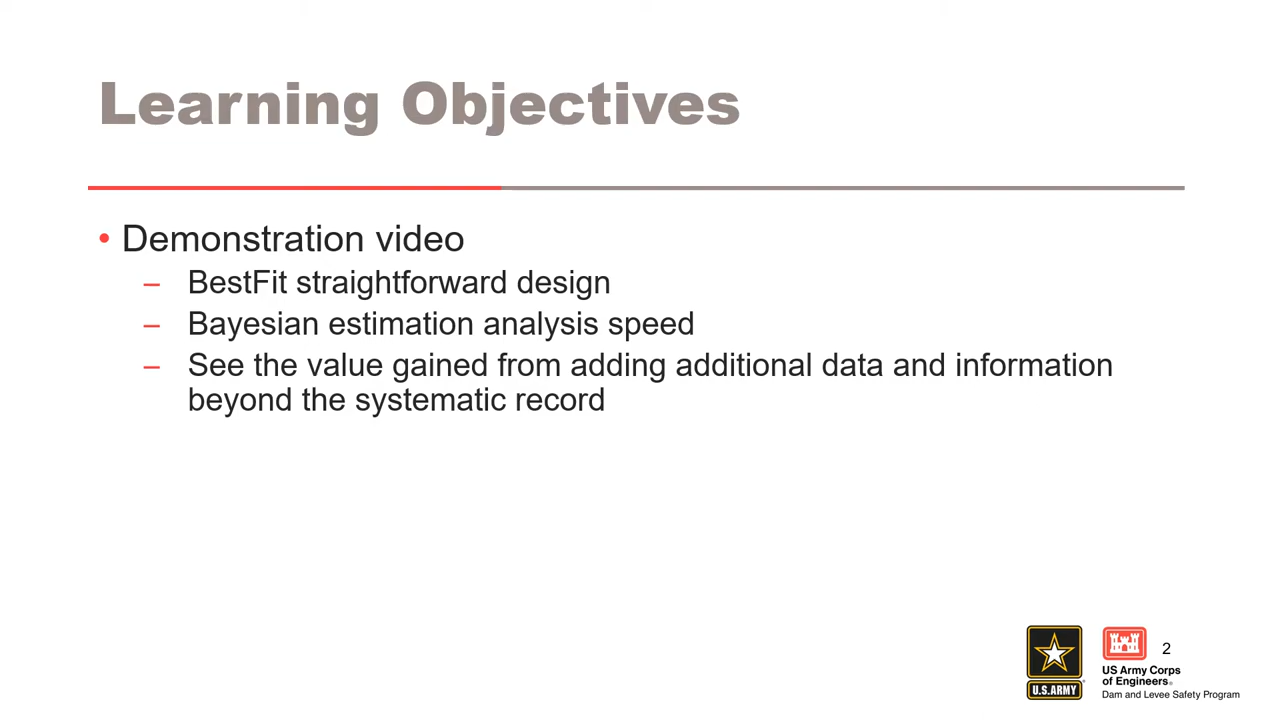 Learning Objectives
• Demonstration video
– BestFit straightforward design
– Bayesian estimation analysis speed
– See the value gained from adding additional data and information
beyond the systematic record
U.S.ARMY
2
US Army Corps
of Engineers®
Dam and Levee Safety Program